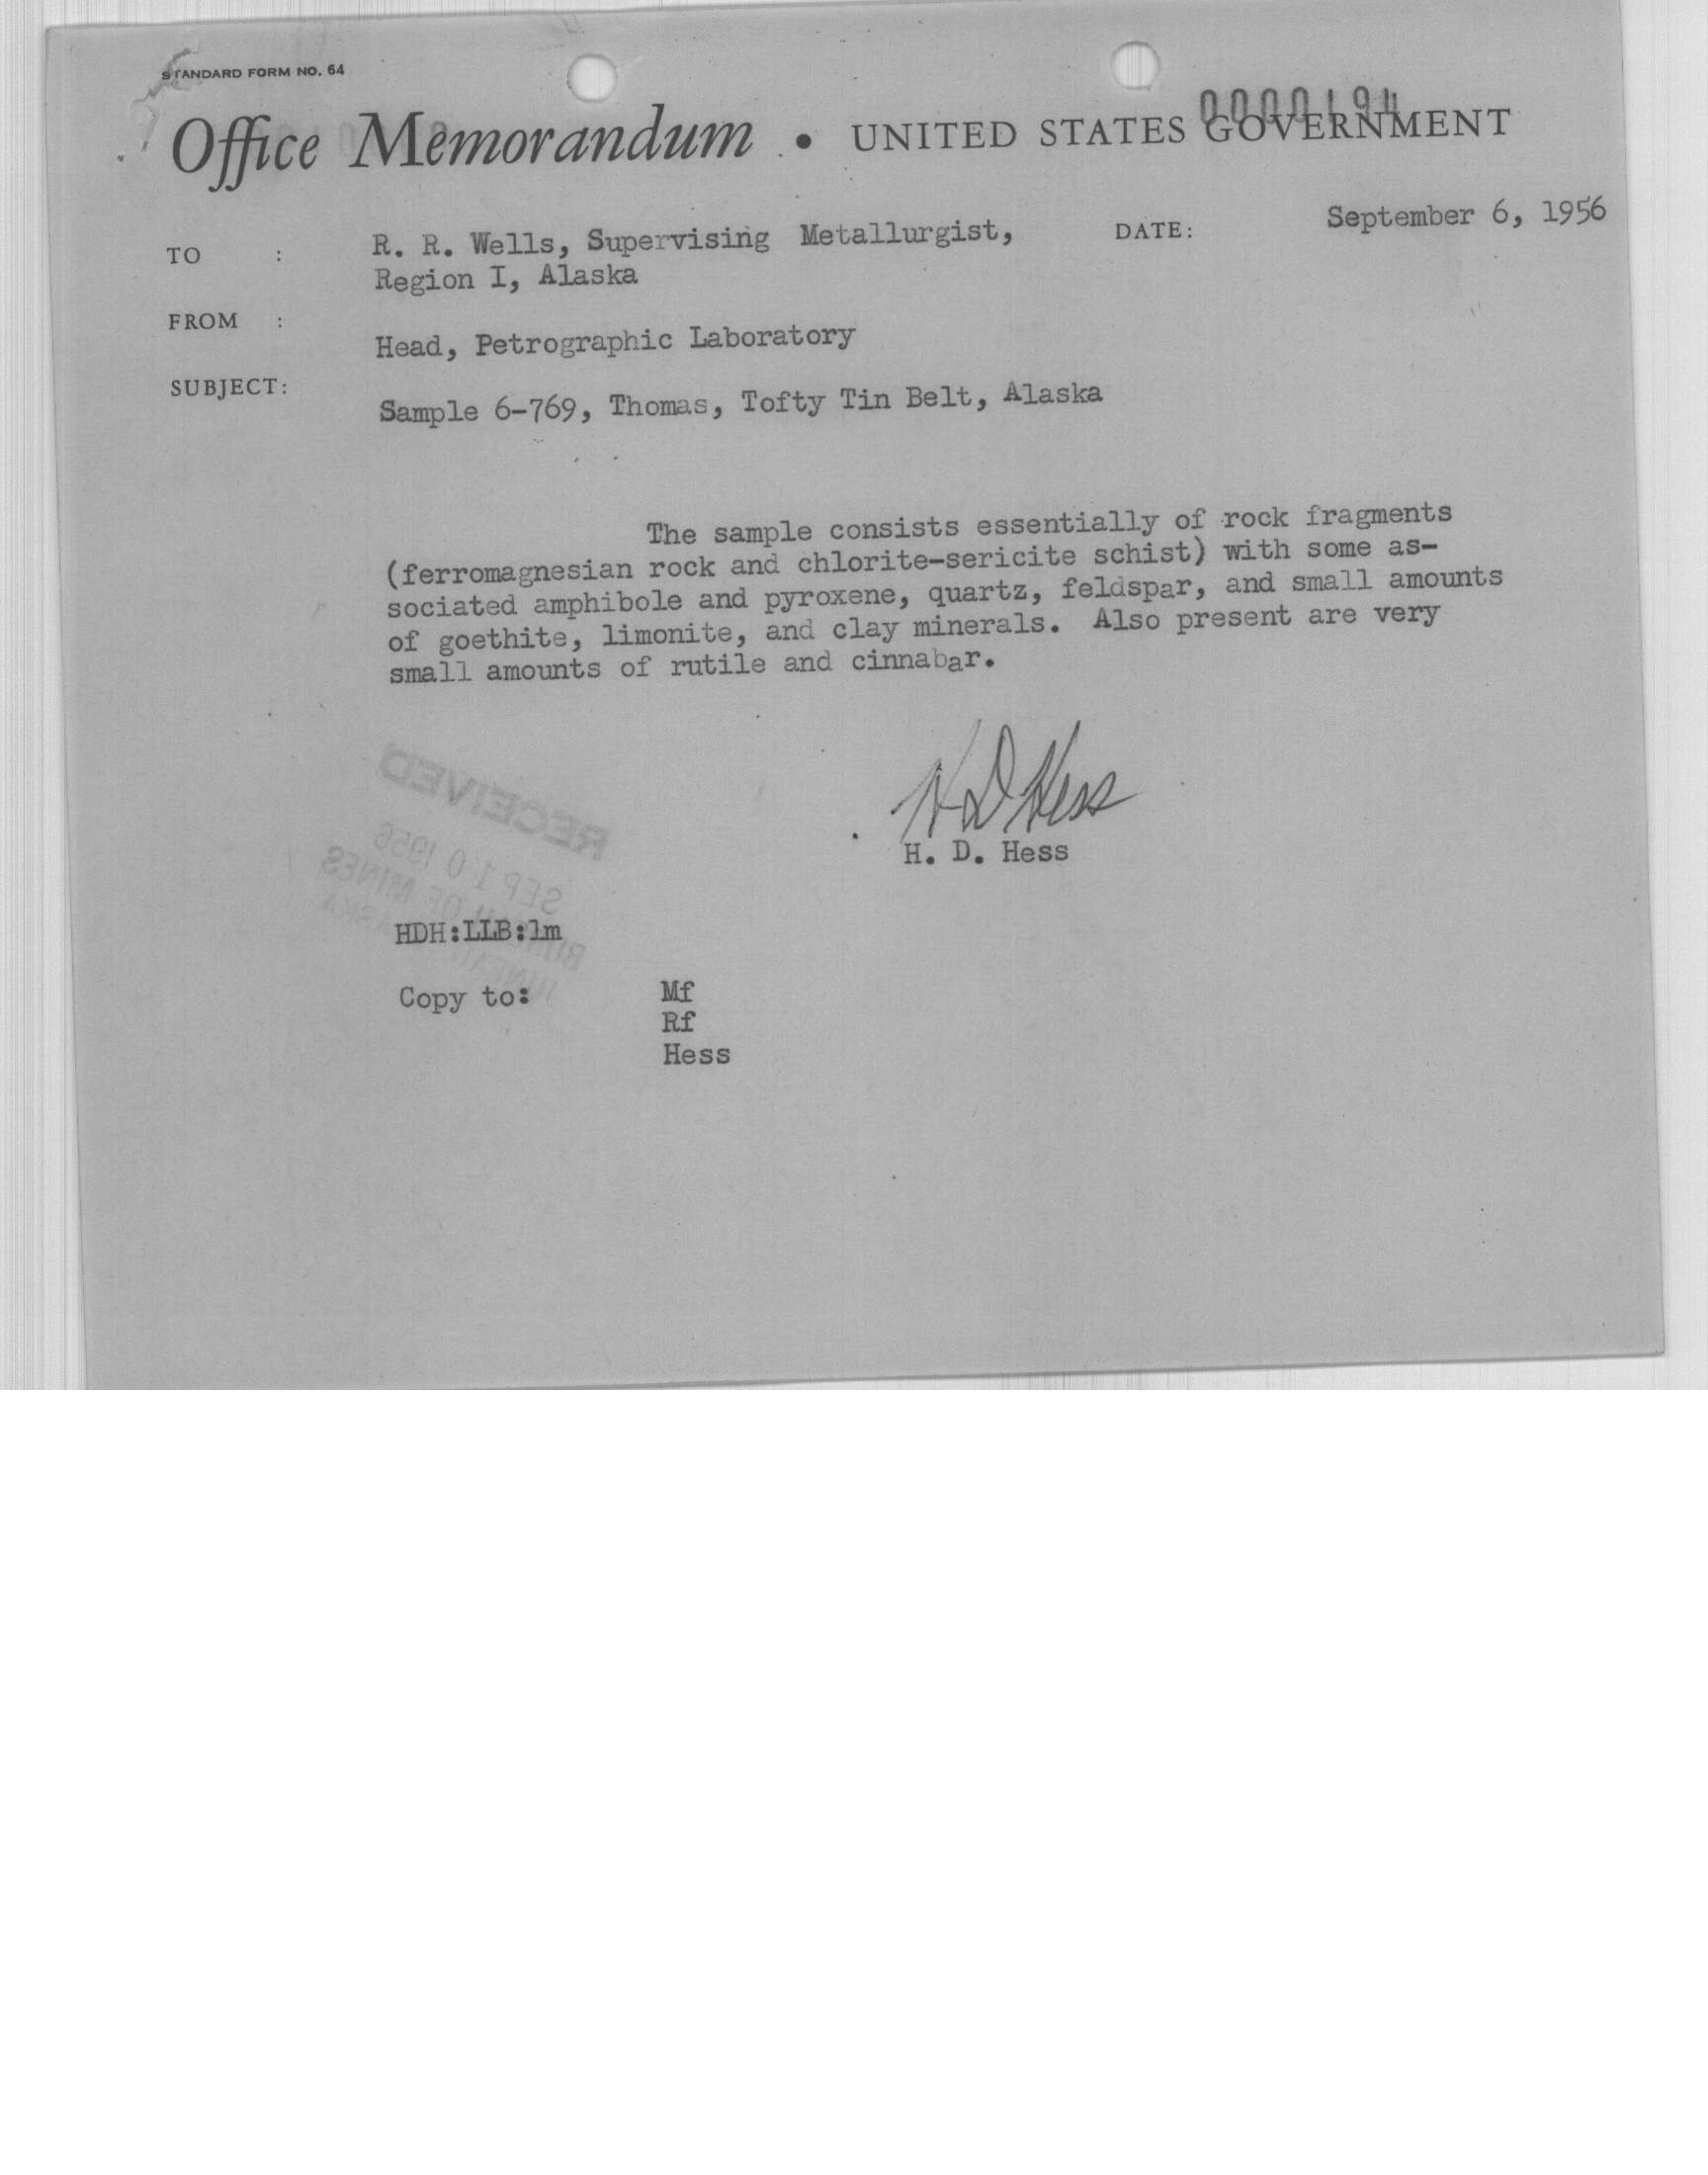 STANDARD FORM NO. 64
0000194
Office Memorandum • UNITED STATES GOVERNMENT
TO : R. R. Wells, Supervising Metallurgist, DATE: September 6, 1956
Region I, Alaska
FROM : Head, Petrographic Laboratory
SUBJECT: Sample 6-769, Thomas, Tofty Tin Belt, Alaska
The sample consists essentially of rock fragments
(ferromagnesian rock and chlorite-sericite schist) with some as-
sociated amphibole and pyroxene, quartz, feldspar, and small amounts
of goethite, limonite, and clay minerals. Also present are very
small amounts of rutile and cinnabar.
H D Hess
H. D. Hess
RECEIVED
SEP 10 1956
OF MINES
HDH:LLB:lm
Copy to: Mf
Rf
Hess